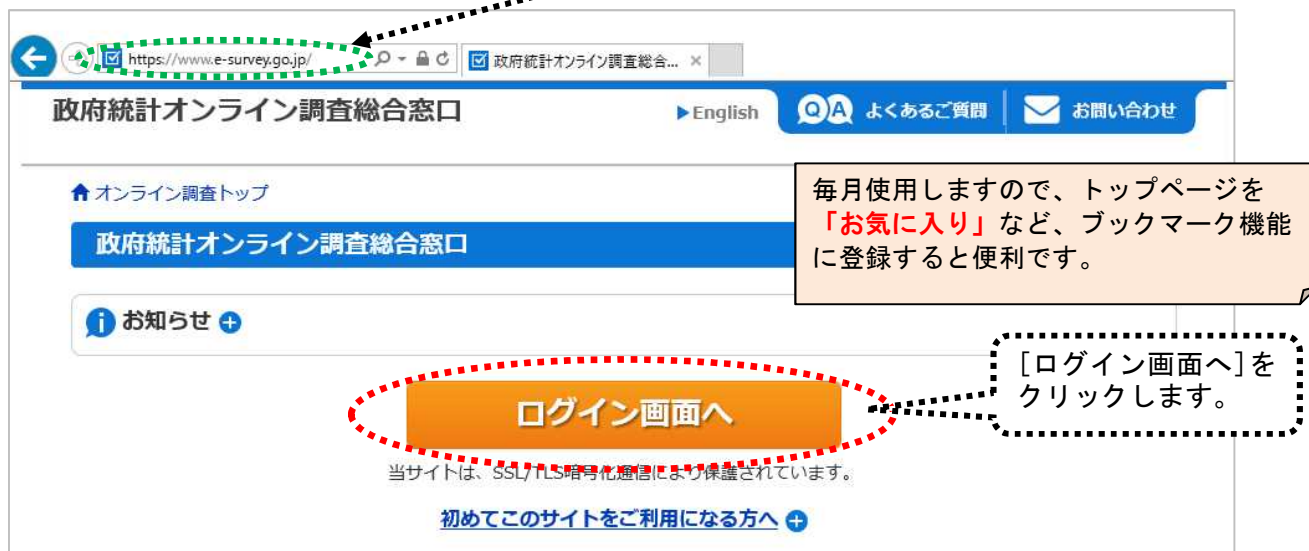 https://www.e-survey.go.jp/
政府統計オンライン調査総合... ×
政府統計オンライン調査総合窓口
▶English
QA よくあるご質問
お問い合わせ
オンライン調査トップ
毎月使用しますので、トップページを
「お気に入り」など、ブックマーク機能
に登録すると便利です。
政府統計オンライン調査総合窓口
お知らせ
[ログイン画面へ]を
クリックします。
ログイン画面へ
当サイトは、SSL/TLS暗号化通信により保護されています。
初めてこのサイトをご利用になる方へ